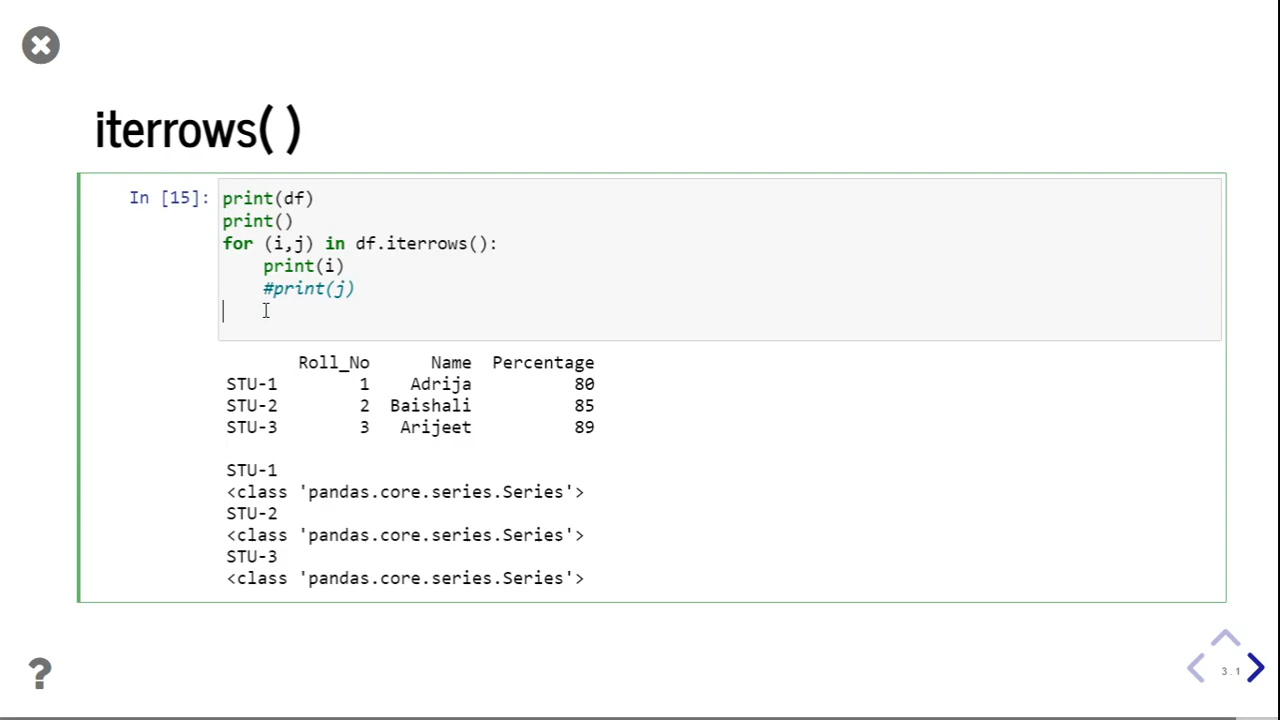 iterrows( )
In [15]: print(df)
print()
for (i,j) in df.iterrows():
    print(i)
    #print(j)
Roll_No Name Percentage
STU-1 1 Adrija 80
STU-2 2 Baishali 85
STU-3 3 Arijeet 89
STU-1
<class 'pandas.core.series.Series'>
STU-2
<class 'pandas.core.series.Series'>
STU-3
<class 'pandas.core.series.Series'>
?
3.1